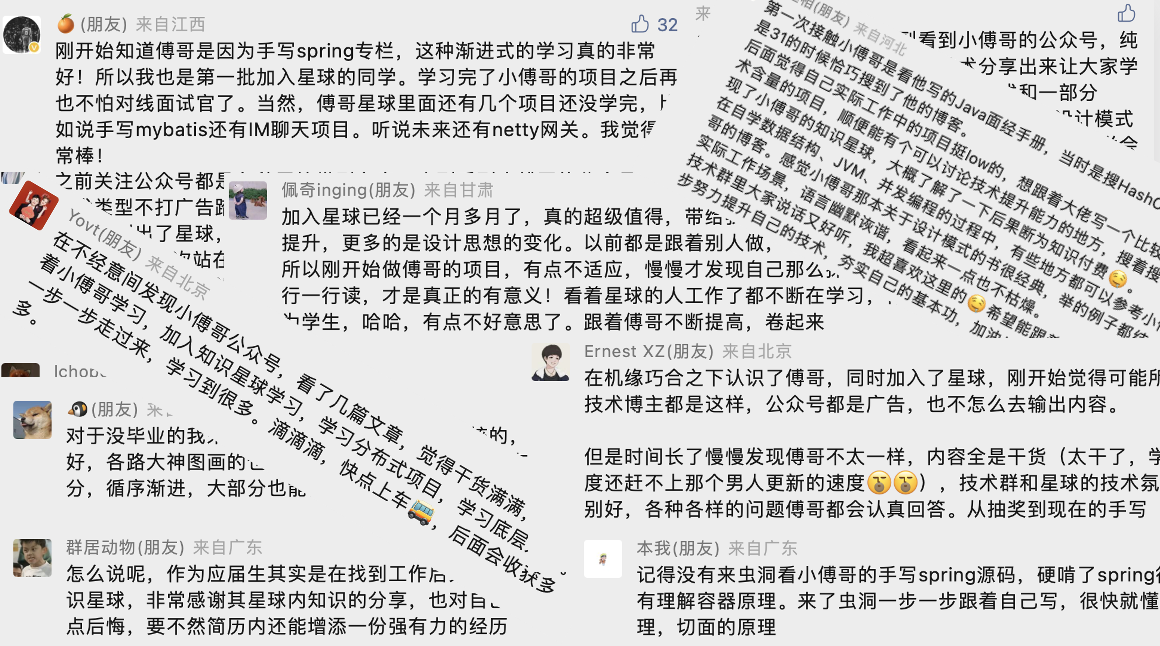 🍊(朋友) 来自江西
32
刚开始知道傅哥是因为手写spring专栏，这种渐进式的学习真的非常
好！所以我也是第一批加入星球的同学。学习完了小傅哥的项目之后再
也不怕对线面试官了。当然，傅哥星球里面还有几个项目还没学完，
如说手写mybatis还有IM聊天项目。听说未来还有netty网关。我觉得
常棒！
之前关注公众号都是
类型不打广告
出了星球，
站在
来
看到小傅哥的公众号，纯
术分享出来让大家学
和一部分
设计模式
相(朋友) 来自河北
第一次接触小傅哥是看他写的Java面经手册，当时是搜Hash
是31的时候恰巧搜到了他的博客。
后面觉得自己实际工作中的项目挺low的，想跟着大佬写一个比较
术含量的项目，顺便能有个可以讨论技术提升能力的地方，搜着搜
现了小傅哥的知识星球，大概了解了一下后果断为知识付费🤤。
在自学数据结构、JVM、并发编程的过程中，有些地方都可以参考小傅
哥的博客。感觉小傅哥那本关于设计模式的书很经典，举的例子都结
实际工作场景，语言幽默诙谐，看起来一点也不枯燥。
技术群里大家说话又好听，我超喜欢这里的🤤希望能跟
步努力提升自己的技术，夯实自己的基本功，加油
佩奇inging(朋友) 来自甘肃
加入星球已经一个月多月了，真的超级值得，带给
提升，更多的是设计思想的变化。以前都是跟着别人做，
所以刚开始做傅哥的项目，有点不适应，慢慢才发现自己那么
行一行读，才是真正的有意义！看着星球的人工作了都不断在学习，
为学生，哈哈，有点不好意思了。跟着傅哥不断提高，卷起来
Yovt(朋友) 来自北京
在不经意间发现小傅哥公众号，看了几篇文章，觉得干货满满，
着小傅哥学习，加入知识星球学习，学习分布式项目，学习底层
一步一步走过来，学习到很多。滴滴滴，快点上车🚌，后面会收获多
多。
Ernest XZ(朋友) 来自北京
在机缘巧合之下认识了傅哥，同时加入了星球，刚开始觉得可能所
技术博主都是这样，公众号都是广告，也不怎么去输出内容。
但是时间长了慢慢发现傅哥不太一样，内容全是干货（太干了，学
度还赶不上那个男人更新的速度😮‍💨😮‍💨），技术群和星球的技术氛
别好，各种各样的问题傅哥都会认真回答。从抽奖到现在的手写
Ichob
🐧(朋友) 来
的，
对于没毕业的我
好，各路大神图画的
分，循序渐进，大部分也能
群居动物(朋友) 来自广东
怎么说呢，作为应届生其实是在找到工作后
识星球，非常感谢其星球内知识的分享，也对自己
点后悔，要不然简历内还能增添一份强有力的经历
本我(朋友) 来自广东
记得没有来虫洞看小傅哥的手写spring源码，硬啃了spring
有理解容器原理。来了虫洞一步一步跟着自己写，很快就懂
理，切面的原理